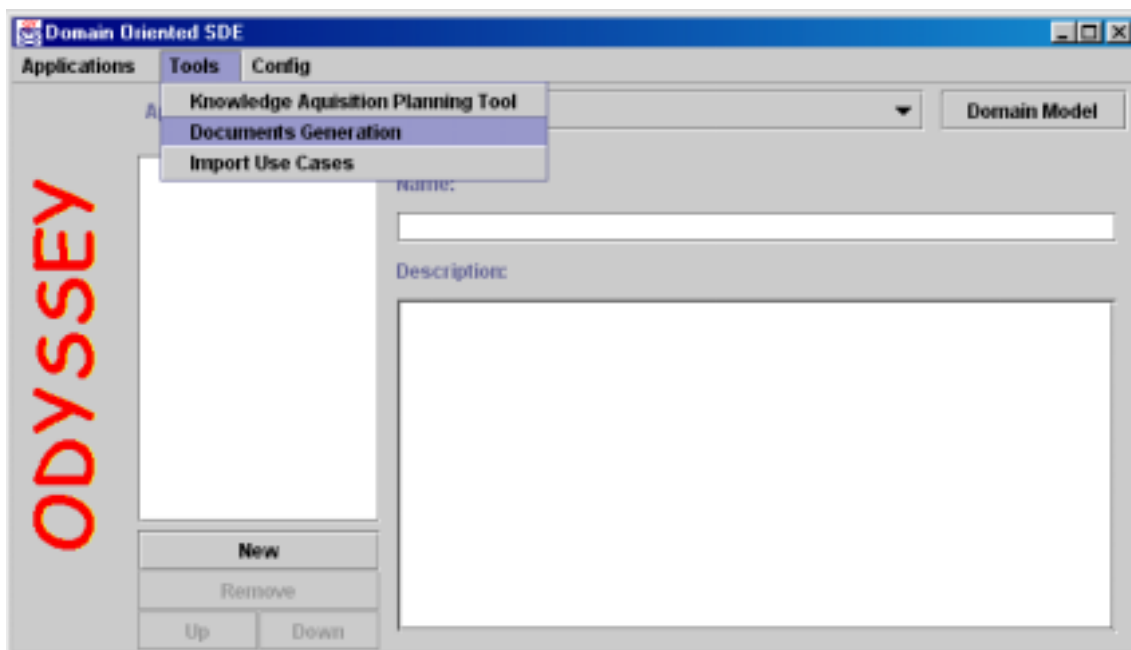 Domain Oriented SDE
Applications Tools Config
Knowledge Aquisition Planning Tool
Domain Model
Documents Generation
Import Use Cases
Name:
Description:
ODYSSEY
New
Remove
Up Down